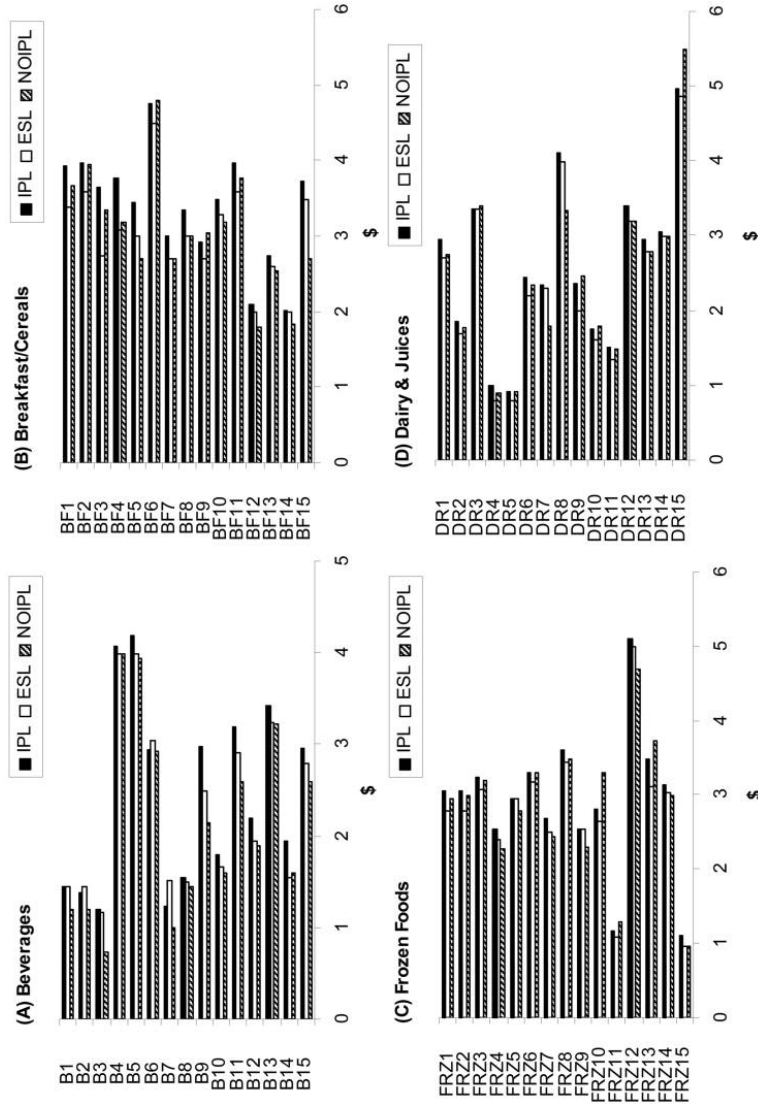 (A) Beverages
■ IPL □ ESL ▨ NOIPL
B1
B2
B3
B4
B5
B6
B7
B8
B9
B10
B11
B12
B13
B14
B15
0 1 2 3 4 5
$
(B) Breakfast/Cereals
■ IPL □ ESL ▨ NOIPL
BF1
BF2
BF3
BF4
BF5
BF6
BF7
BF8
BF9
BF10
BF11
BF12
BF13
BF14
BF15
0 1 2 3 4 5 6
$
(C) Frozen Foods
■ IPL □ ESL ▨ NOIPL
FRZ1
FRZ2
FRZ3
FRZ4
FRZ5
FRZ6
FRZ7
FRZ8
FRZ9
FRZ10
FRZ11
FRZ12
FRZ13
FRZ14
FRZ15
0 1 2 3 4 5 6
$
(D) Dairy & Juices
■ IPL □ ESL ▨ NOIPL
DR1
DR2
DR3
DR4
DR5
DR6
DR7
DR8
DR9
DR10
DR11
DR12
DR13
DR14
DR15
0 1 2 3 4 5 6
$